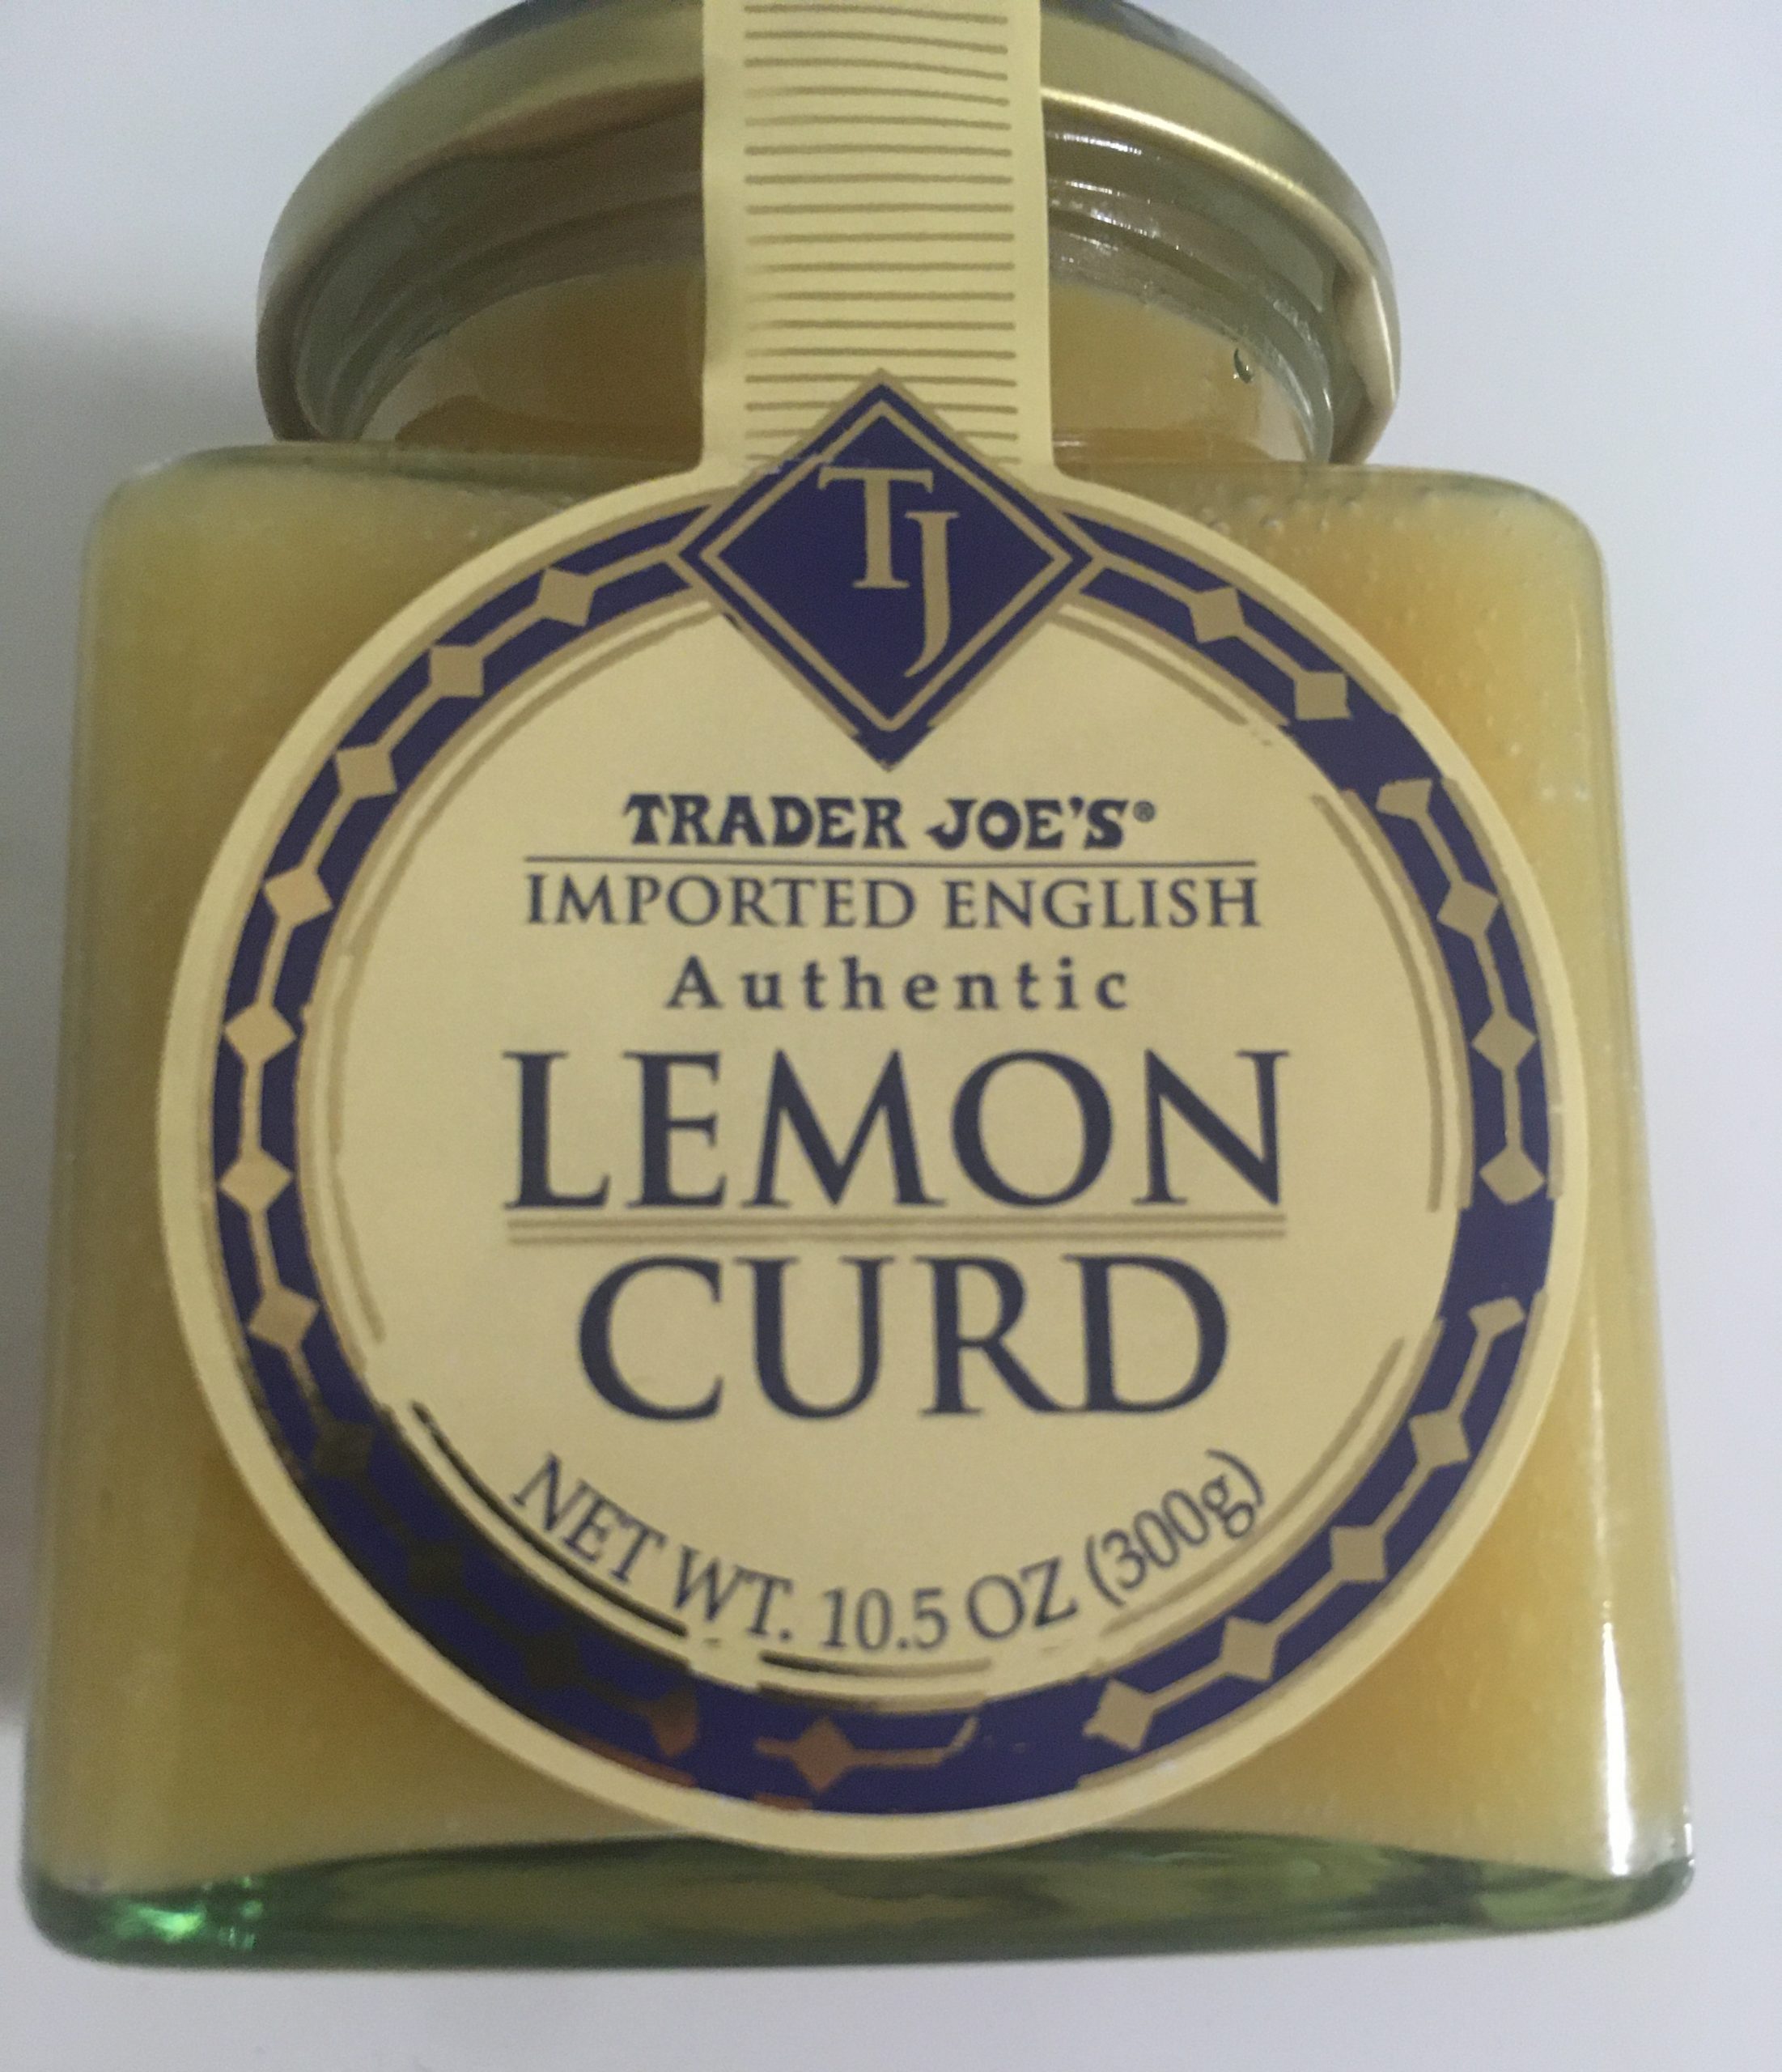 TJ
TRADER JOE'S®
IMPORTED ENGLISH
Authentic
LEMON
CURD
NET WT. 10.5 OZ (300g)